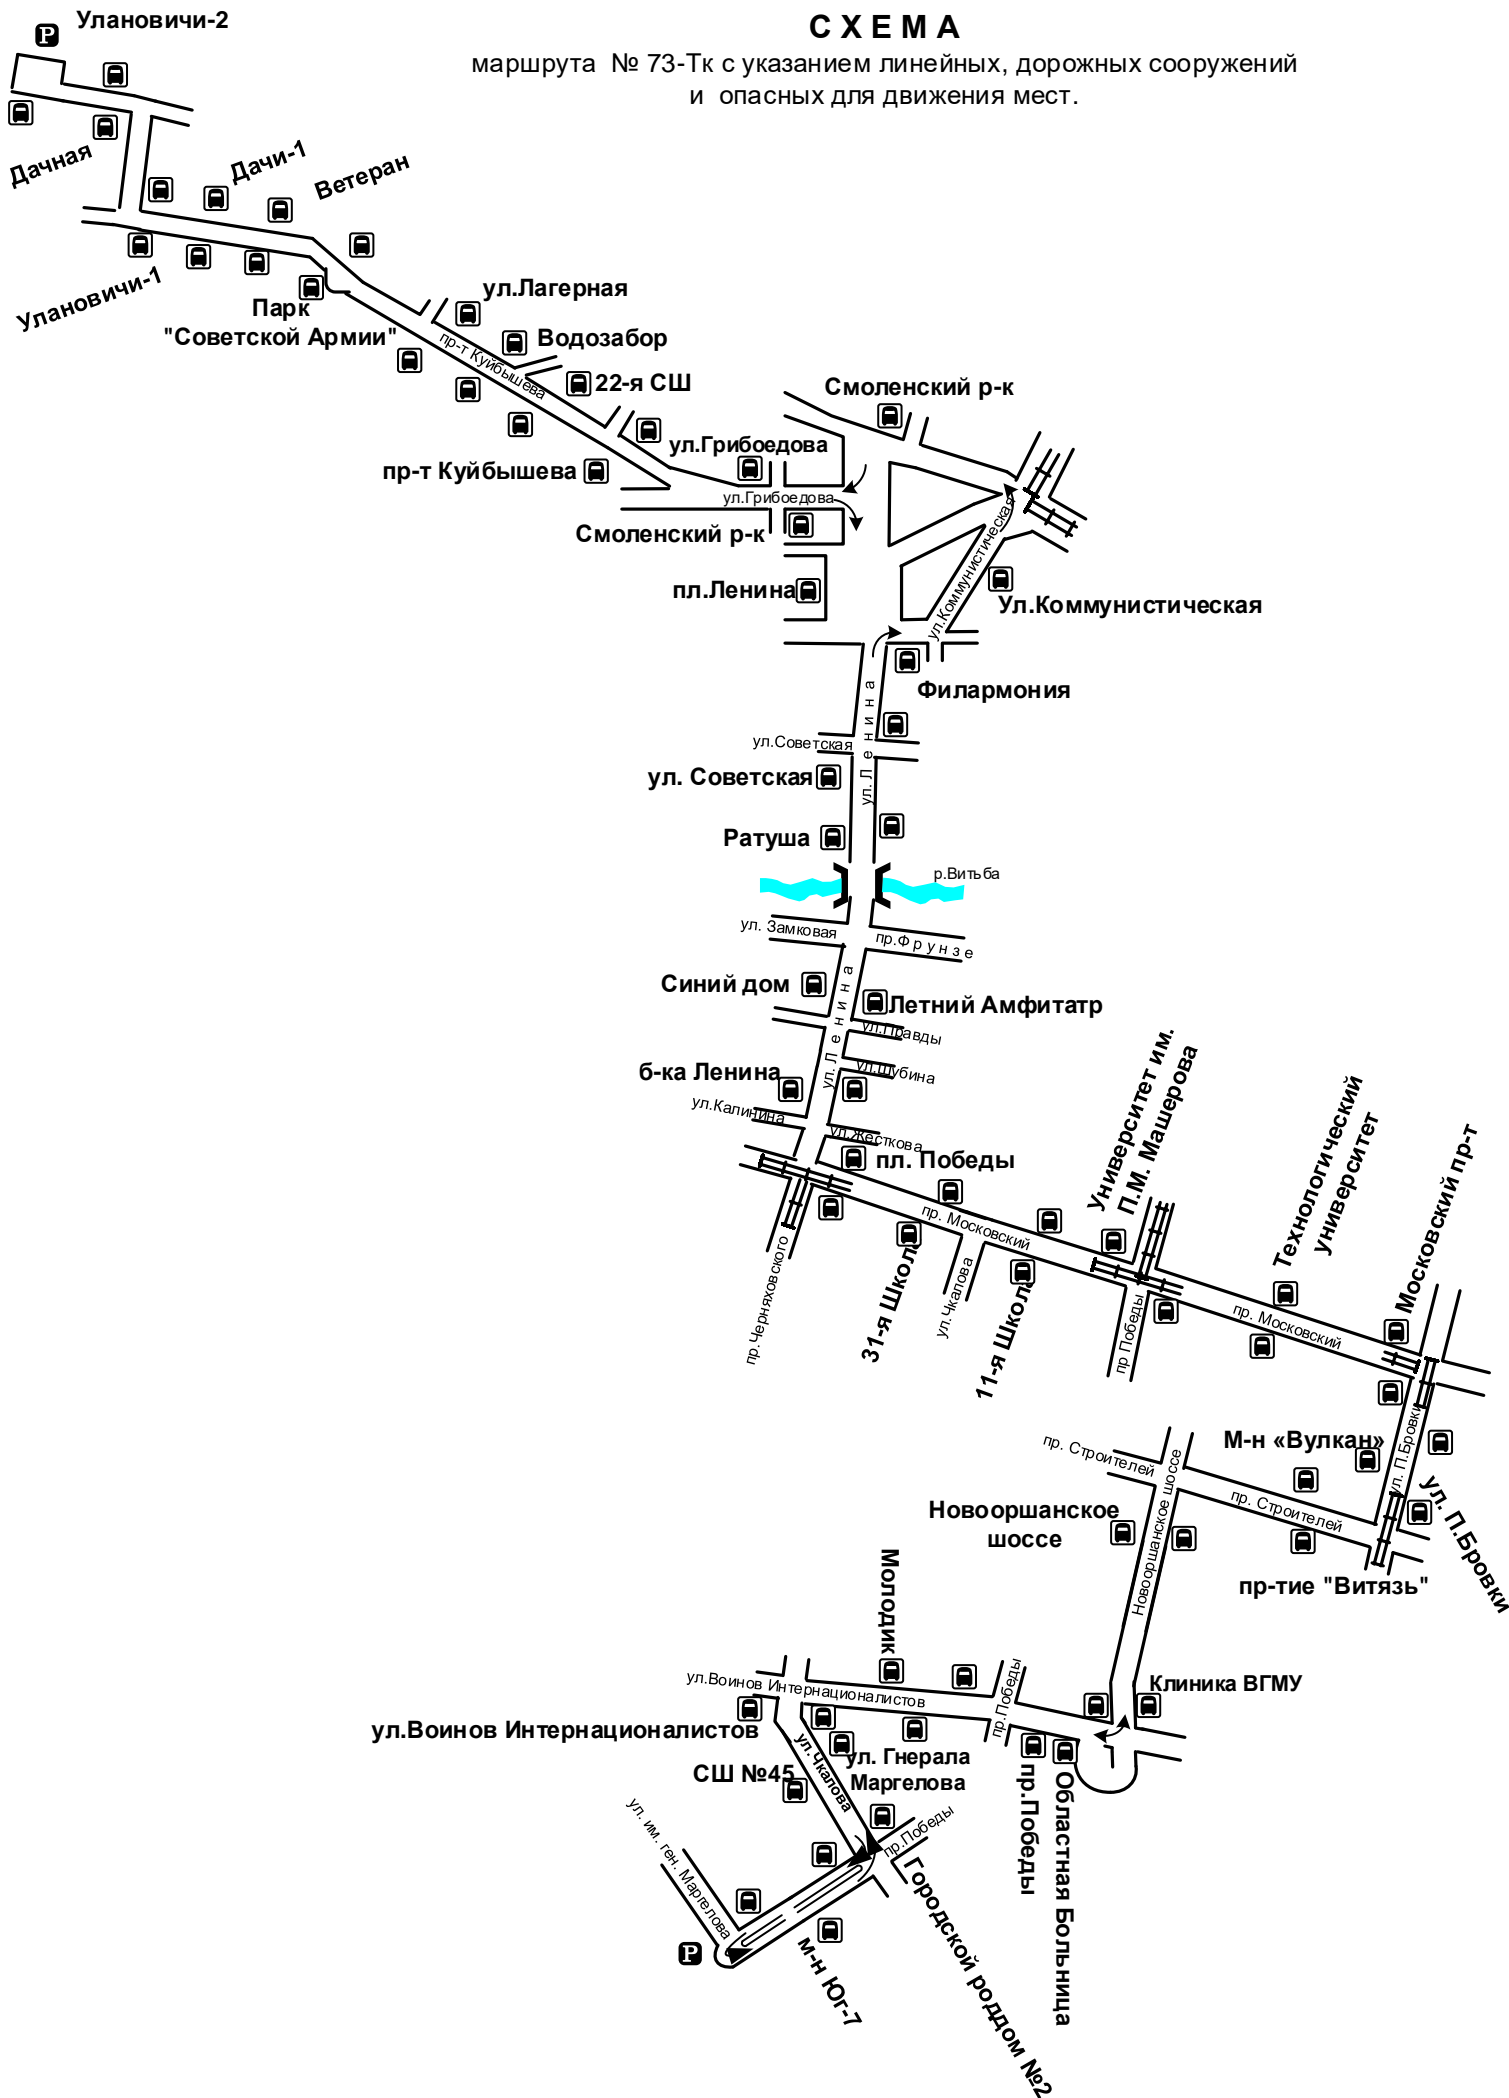 СХЕМА
маршрута № 73-Тк с указанием линейных, дорожных сооружений
и опасных для движения мест.
P
Улановичи-2
Дачная
Дачи-1
Ветеран
Улановичи-1
Парк
"Советской Армии"
ул.Лагерная
Водозабор
пр-т Куйбышева
22-я СШ
Смоленский р-к
ул.Грибоедова
пр-т Куйбышева
ул.Грибоедова
Смоленский р-к
ул.Коммунистическая
пл.Ленина
Ул.Коммунистическая
Филармония
ул. Ленина
ул.Советская
ул. Советская
Ратуша
р.Витьба
ул. Замковая
пр.Фрунзе
Синий дом
Летний Амфитатр
ул. Ленина
ул.Правды
б-ка Ленина
ул.Шубина
ул.Калинина
ул.Жесткова
пл. Победы
Университет им.
П.М. Машерова
Технологический
университет
Московский пр-т
пр. Московский
пр.Черняховского
31-я Школа
ул.Чкалова
11-я Школа
пр Победы
пр. Московский
М-н «Вулкан»
ул. П.Бровки
ул. П.Бровки
пр. Строителей
пр. Строителей
Новооршанское
шоссе
Новооршанское шоссе
пр-тие "Витязь"
Молодик
ул.Воинов Интернационалистов
пр.Победы
Клиника ВГМУ
ул.Воинов Интернационалистов
ул.Чкалова
ул. Гнерала
Маргелова
СШ №45
пр.Победы
Областная Больница
ул. им. ген. Маргелова
пр.Победы
Городской роддом №2
P
м-н Юг-7